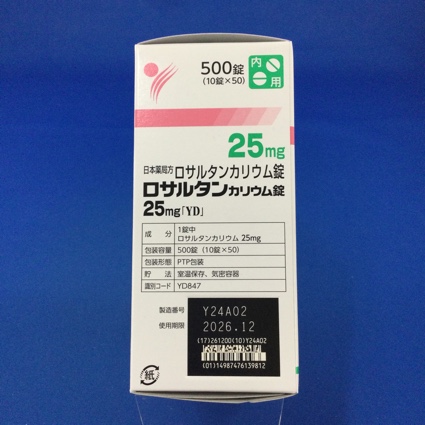 500錠
(10錠×50)
内
用
25mg
日本薬局方 ロサルタンカリウム錠
ロサルタンカリウム錠
25mg「YD」
成分 1錠中
ロサルタンカリウム 25mg
包装容量 500錠(10錠×50)
包装形態 PTP包装
貯法 室温保存、気密容器
識別コード YD847
製造番号 Y24A02
使用期限 2026.12
(17)261200(10)Y24A02
(01)14987476139812
紙